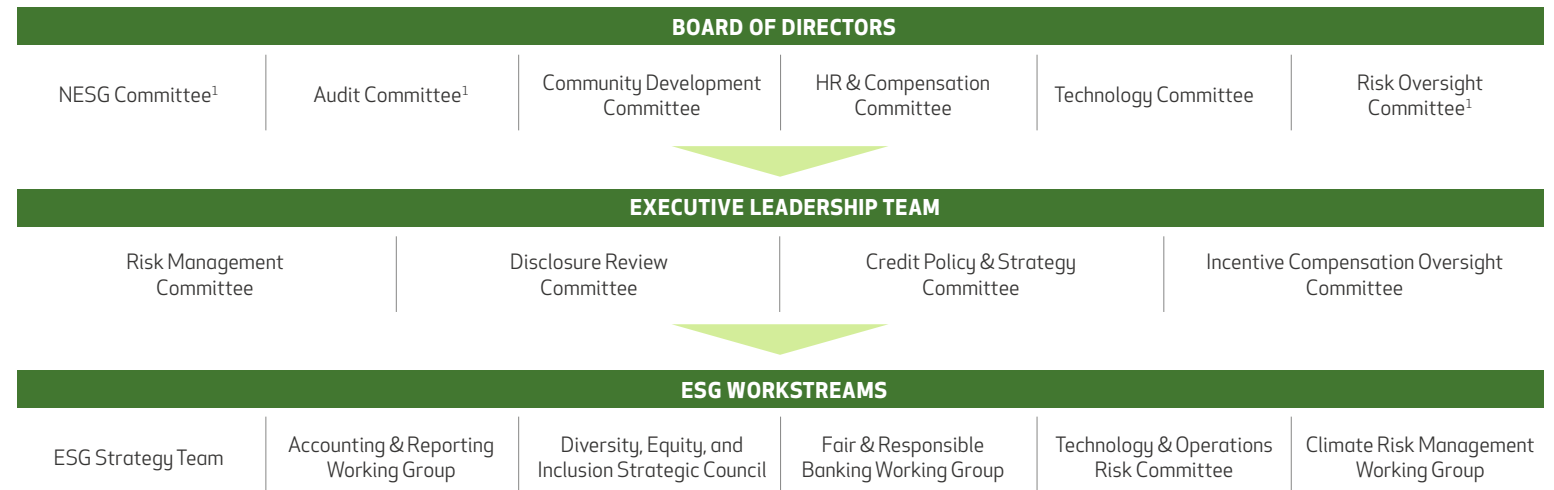 BOARD OF DIRECTORS
NESG Committee¹
Audit Committee¹
Community Development
Committee
HR & Compensation
Committee
Technology Committee
Risk Oversight
Committee¹
EXECUTIVE LEADERSHIP TEAM
Risk Management
Committee
Disclosure Review
Committee
Credit Policy & Strategy
Committee
Incentive Compensation Oversight
Committee
ESG WORKSTREAMS
ESG Strategy Team
Accounting & Reporting
Working Group
Diversity, Equity, and
Inclusion Strategic Council
Fair & Responsible
Banking Working Group
Technology & Operations
Risk Committee
Climate Risk Management
Working Group